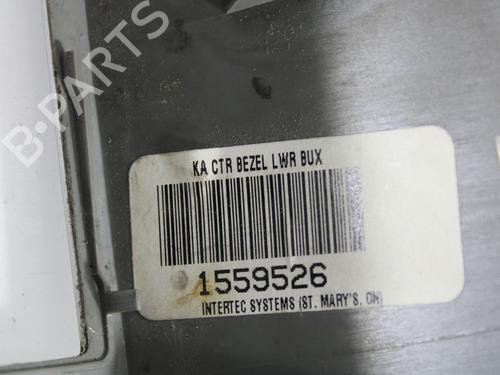 B-PARTS
KA CTR BEZEL LWR BUX
1559526
INTERTEC SYSTEMS (ST. MARY'S, ON)